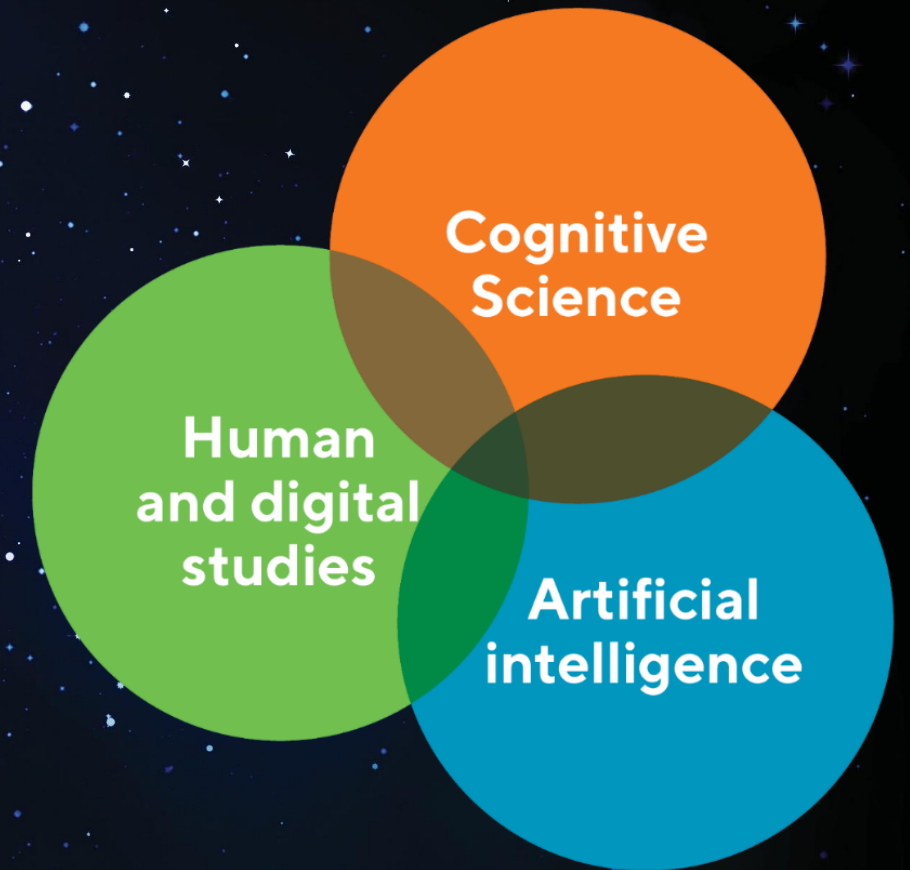 Cognitive
Science
Human
and digital
studies
Artificial
intelligence